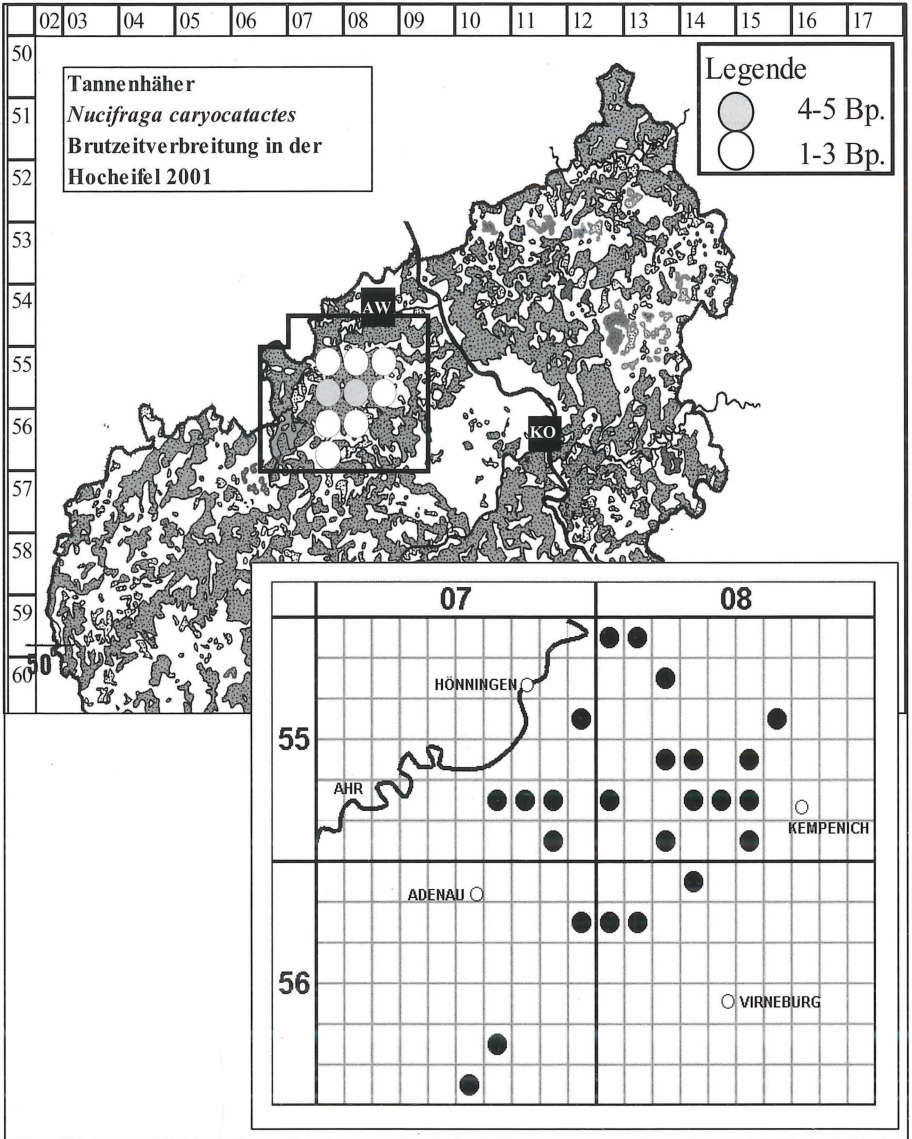 02 03 04 05 06 07 08 09 10 11 12 13 14 15 16 17
50
51
52
53
54
55
56
57
58
59
60
Tannenhäher
Nucifraga caryocatactes
Brutzeitverbreitung in der
Hocheifel 2001
Legende
4-5 Bp.
1-3 Bp.
AW
KO
50°
07 08
55
56
HÖNNINGEN
AHR
KEMPENICH
ADENAU
VIRNEBURG